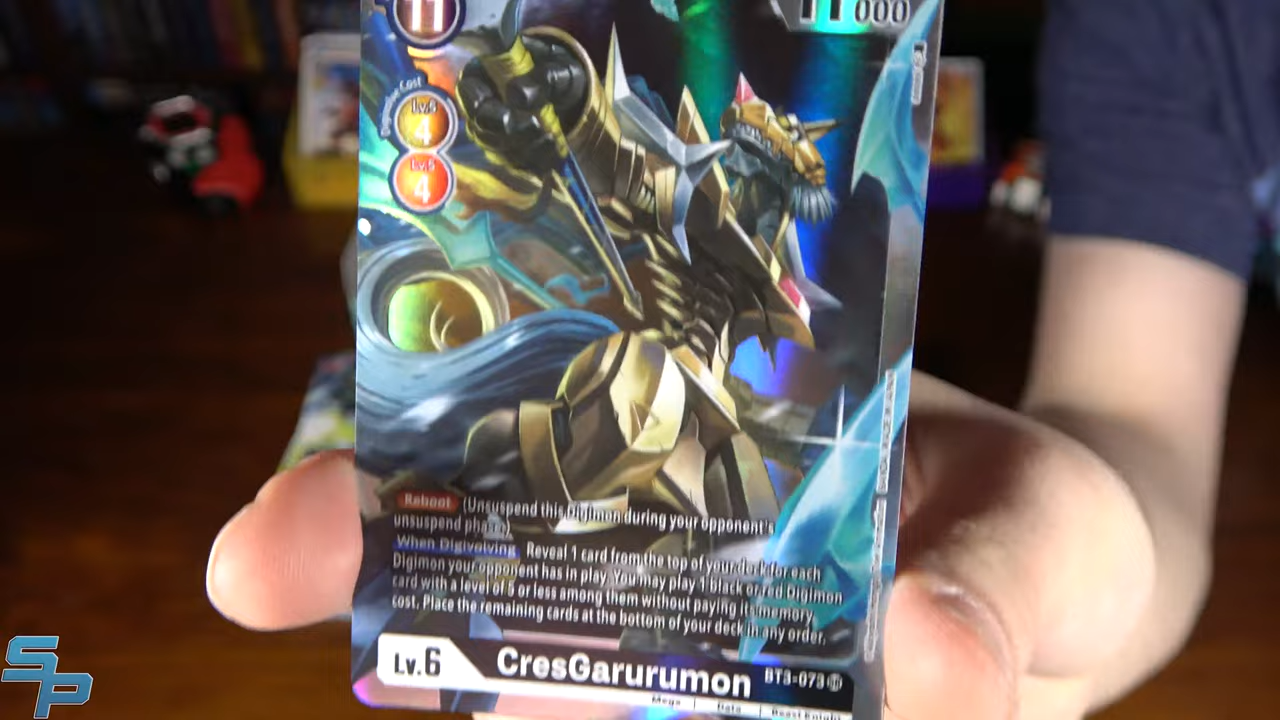 11
11000
Digivolve Cost
Lv.5
4
Lv.5
4
Reboot (Unsuspend this Digimon during your opponent's
unsuspend phase)
When Digivolving Reveal 1 card from the top of your deck for each
Digimon your opponent has in play. You may play 1 black or red Digimon
card with a level of 6 or less among them without paying its memory
cost. Place the remaining cards at the bottom of your deck in any order.
Lv.6 CresGarurumon BT3-073 SR
Mega | Data | Beast Knight
SP